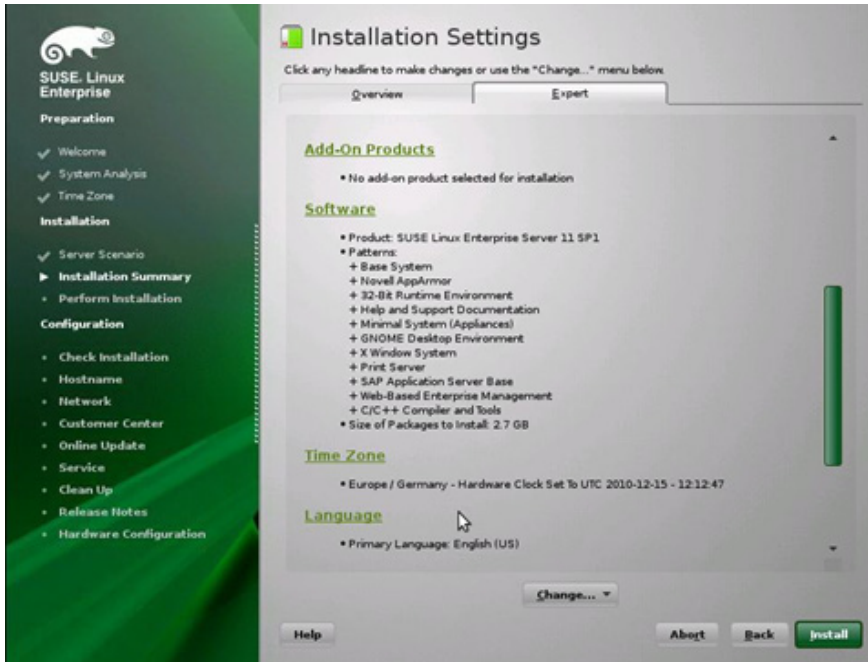 SUSE. Linux
Enterprise
Preparation
Welcome
System Analysis
Time Zone
Installation
Server Scenario
Installation Summary
Perform Installation
Configuration
Check Installation
Hostname
Network
Customer Center
Online Update
Service
Clean Up
Release Notes
Hardware Configuration
Installation Settings
Click any headline to make changes or use the "Change..." menu below.
Overview
Expert
Add-On Products
• No add-on product selected for installation
Software
• Product: SUSE Linux Enterprise Server 11 SP1
• Patterns:
+ Base System
+ Novell AppArmor
+ 32-Bit Runtime Environment
+ Help and Support Documentation
+ Minimal System (Appliances)
+ GNOME Desktop Environment
+ X Window System
+ Print Server
+ SAP Application Server Base
+ Web-Based Enterprise Management
+ C/C++ Compiler and Tools
• Size of Packages to Install: 2.7 GB
Time Zone
• Europe / Germany - Hardware Clock Set To UTC 2010-12-15 - 12:12:47
Language
• Primary Language: English (US)
Change...
Help
Abort
Back
Install